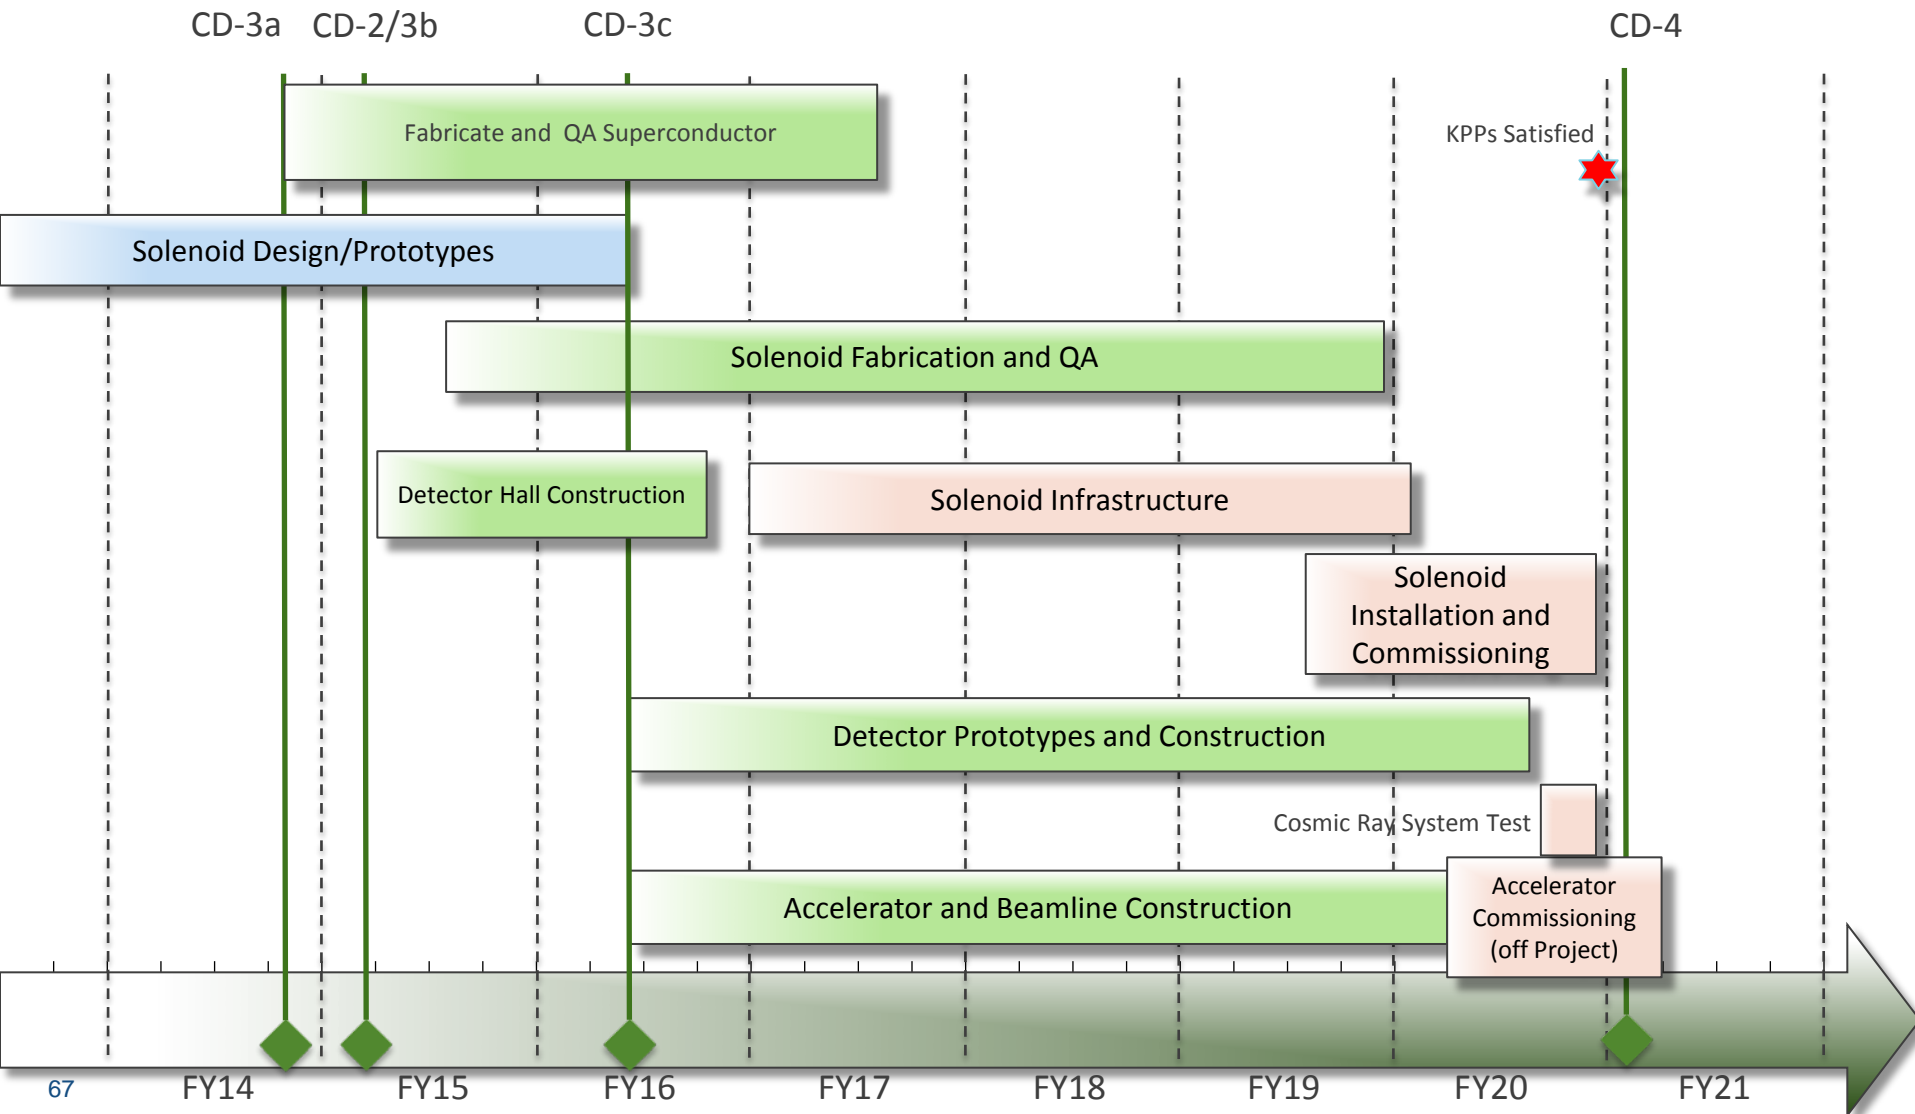 CD-3a CD-2/3b CD-3c CD-4
Fabricate and QA Superconductor
KPPs Satisfied
Solenoid Design/Prototypes
Solenoid Fabrication and QA
Detector Hall Construction
Solenoid Infrastructure
Solenoid
Installation and
Commissioning
Detector Prototypes and Construction
Cosmic Ray System Test
Accelerator and Beamline Construction
Accelerator
Commissioning
(off Project)
67 FY14 FY15 FY16 FY17 FY18 FY19 FY20 FY21